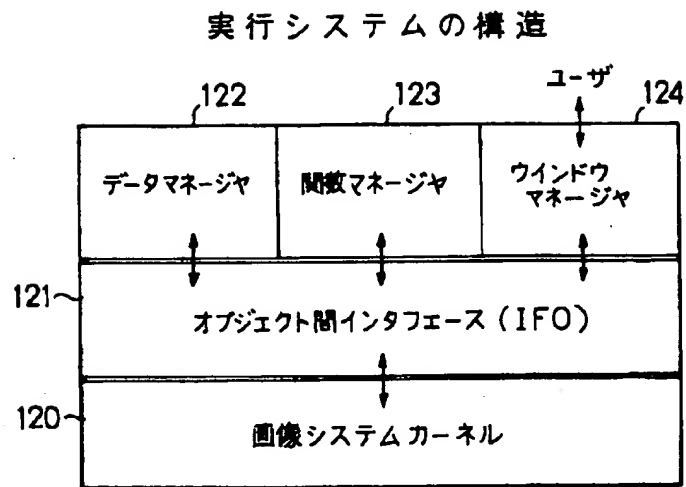 実行システムの構造
122
123
ユーザ
124
データマネージャ
関数マネージャ
ウインドウ
マネージャ
121
オブジェクト間インタフェース(IFO)
120
画像システムカーネル